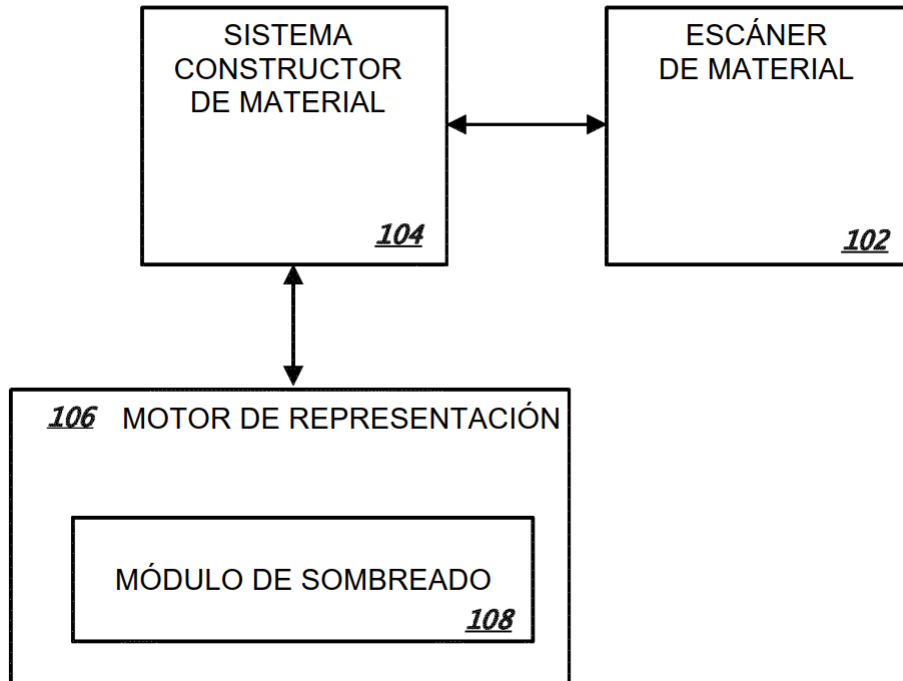 SISTEMA
CONSTRUCTOR
DE MATERIAL
104
ESCÁNER
DE MATERIAL
102
106 MOTOR DE REPRESENTACIÓN
MÓDULO DE SOMBREADO
108